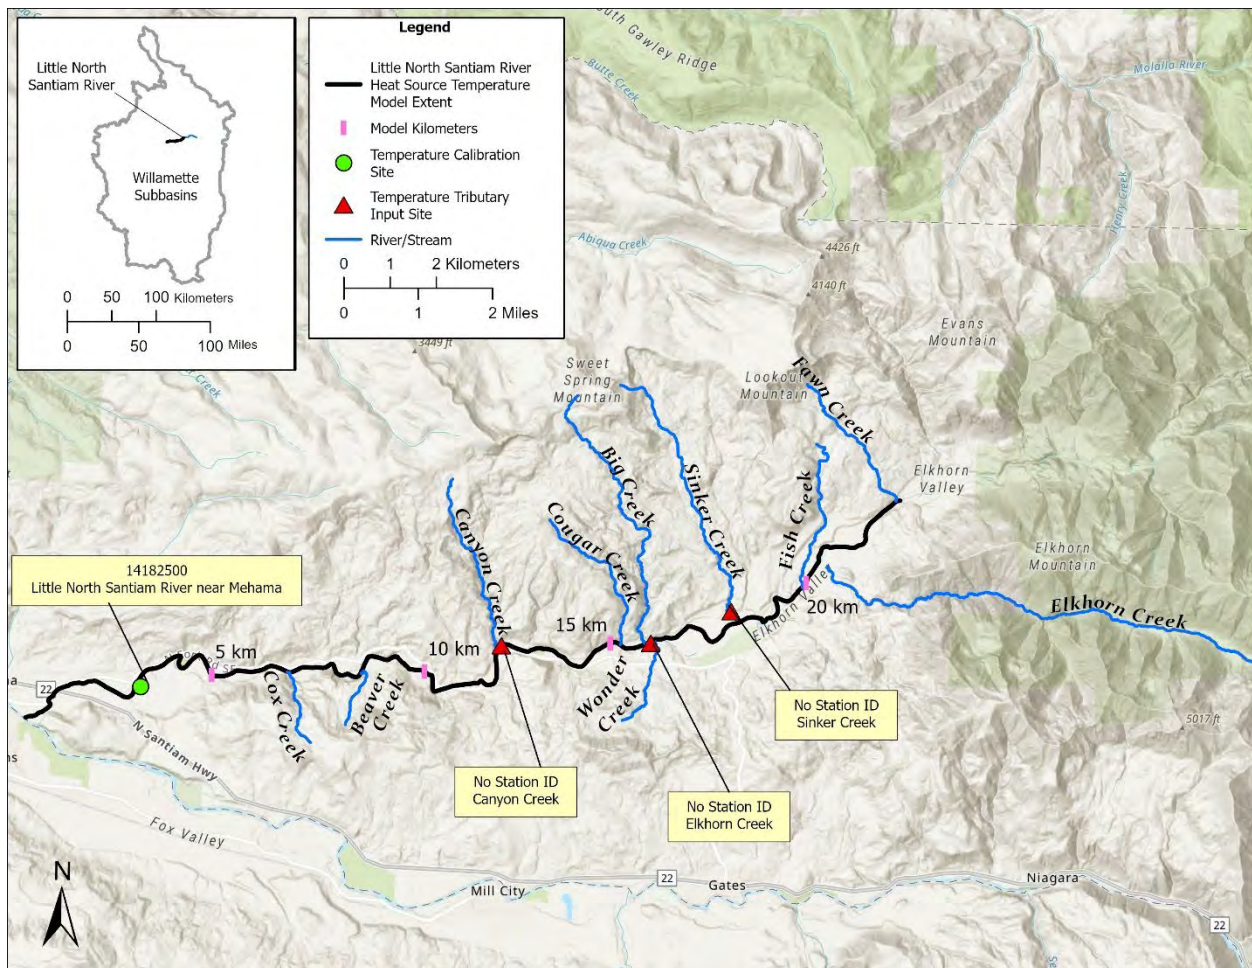 Little North
Santiam River
Willamette
Subbasins
0 50 100 Kilometers
0 50 100 Miles
Legend
Little North Santiam River
Heat Source Temperature
Model Extent
Model Kilometers
Temperature Calibration
Site
Temperature Tributary
Input Site
River/Stream
0 1 2 Kilometers
0 1 2 Miles
South Gawley Ridge
Butte Creek
Molalla River
Henry Creek
Abiqua Creek
4426 ft
4140 ft
3449 ft
Evans
Mountain
Sweet
Spring
Mountain
Lookout
Mountain
Fawn Creek
Elkhorn
Valley
Big Creek
Sinker Creek
Fish Creek
Canyon Creek
Cougar Creek
Elkhorn
Mountain
Elkhorn Creek
Elkhorn Valley
14182500
Little North Santiam River near Mehama
5 km
10 km
15 km
20 km
Cox Creek
Beaver
Creek
Wonder
Creek
No Station ID
Sinker Creek
No Station ID
Canyon Creek
No Station ID
Elkhorn Creek
5017 ft
22
N Santiam Hwy
Fox Valley
Mill City
22
Gates
Niagara
22
N